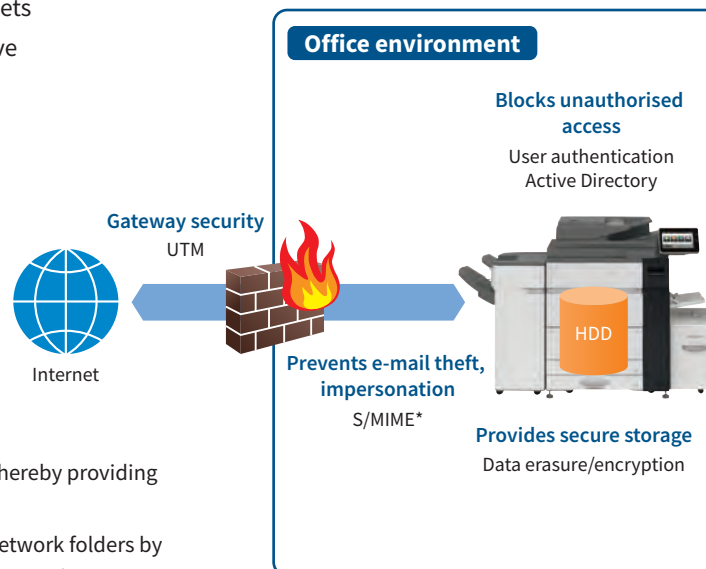 ets
ve
Office environment
Blocks unauthorised
access
User authentication
Active Directory
Gateway security
UTM
HDD
Internet
Prevents e-mail theft,
impersonation
S/MIME*
Provides secure storage
Data erasure/encryption
hereby providing
etwork folders by